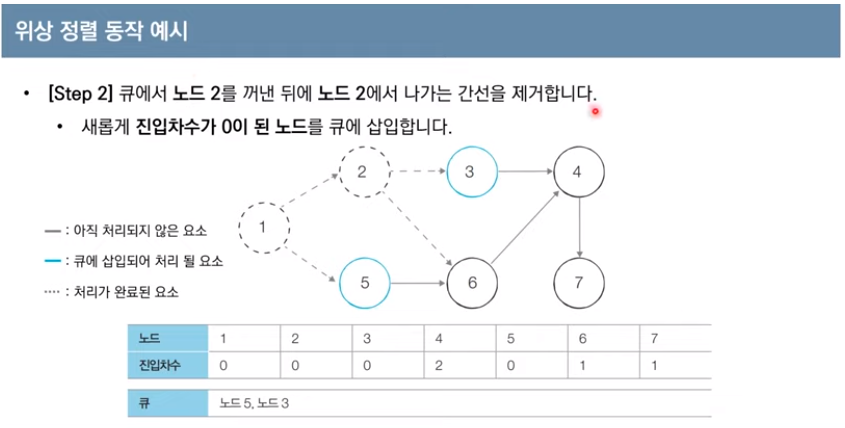 위상 정렬 동작 예시
• [Step 2] 큐에서 노드 2를 꺼낸 뒤에 노드 2에서 나가는 간선을 제거합니다.
• 새롭게 진입차수가 0이 된 노드를 큐에 삽입합니다.
2 3 4
1
: 아직 처리되지 않은 요소
: 큐에 삽입되어 처리 될 요소
: 처리가 완료된 요소
5 6 7
노드 1 2 3 4 5 6 7
진입차수 0 0 0 2 0 1 1
큐 노드 5, 노드 3